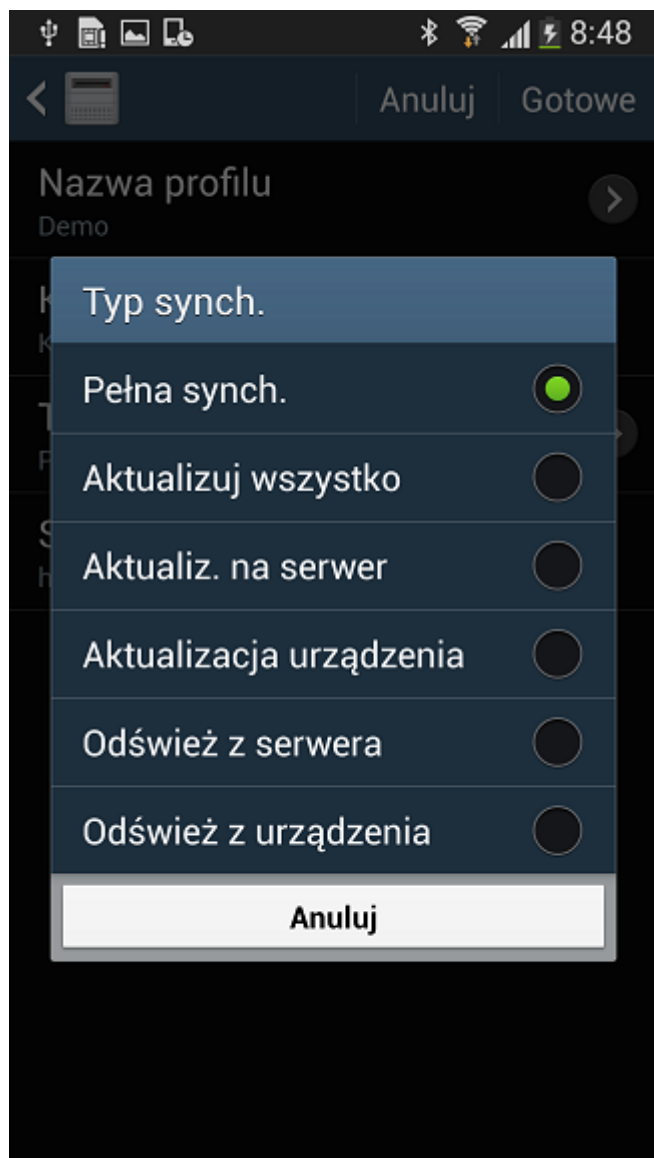 8:48
Anuluj Gotowe
Nazwa profilu
Demo
Typ synch.
Pełna synch.
Aktualizuj wszystko
Aktualiz. na serwer
Aktualizacja urządzenia
Odśwież z serwera
Odśwież z urządzenia
Anuluj